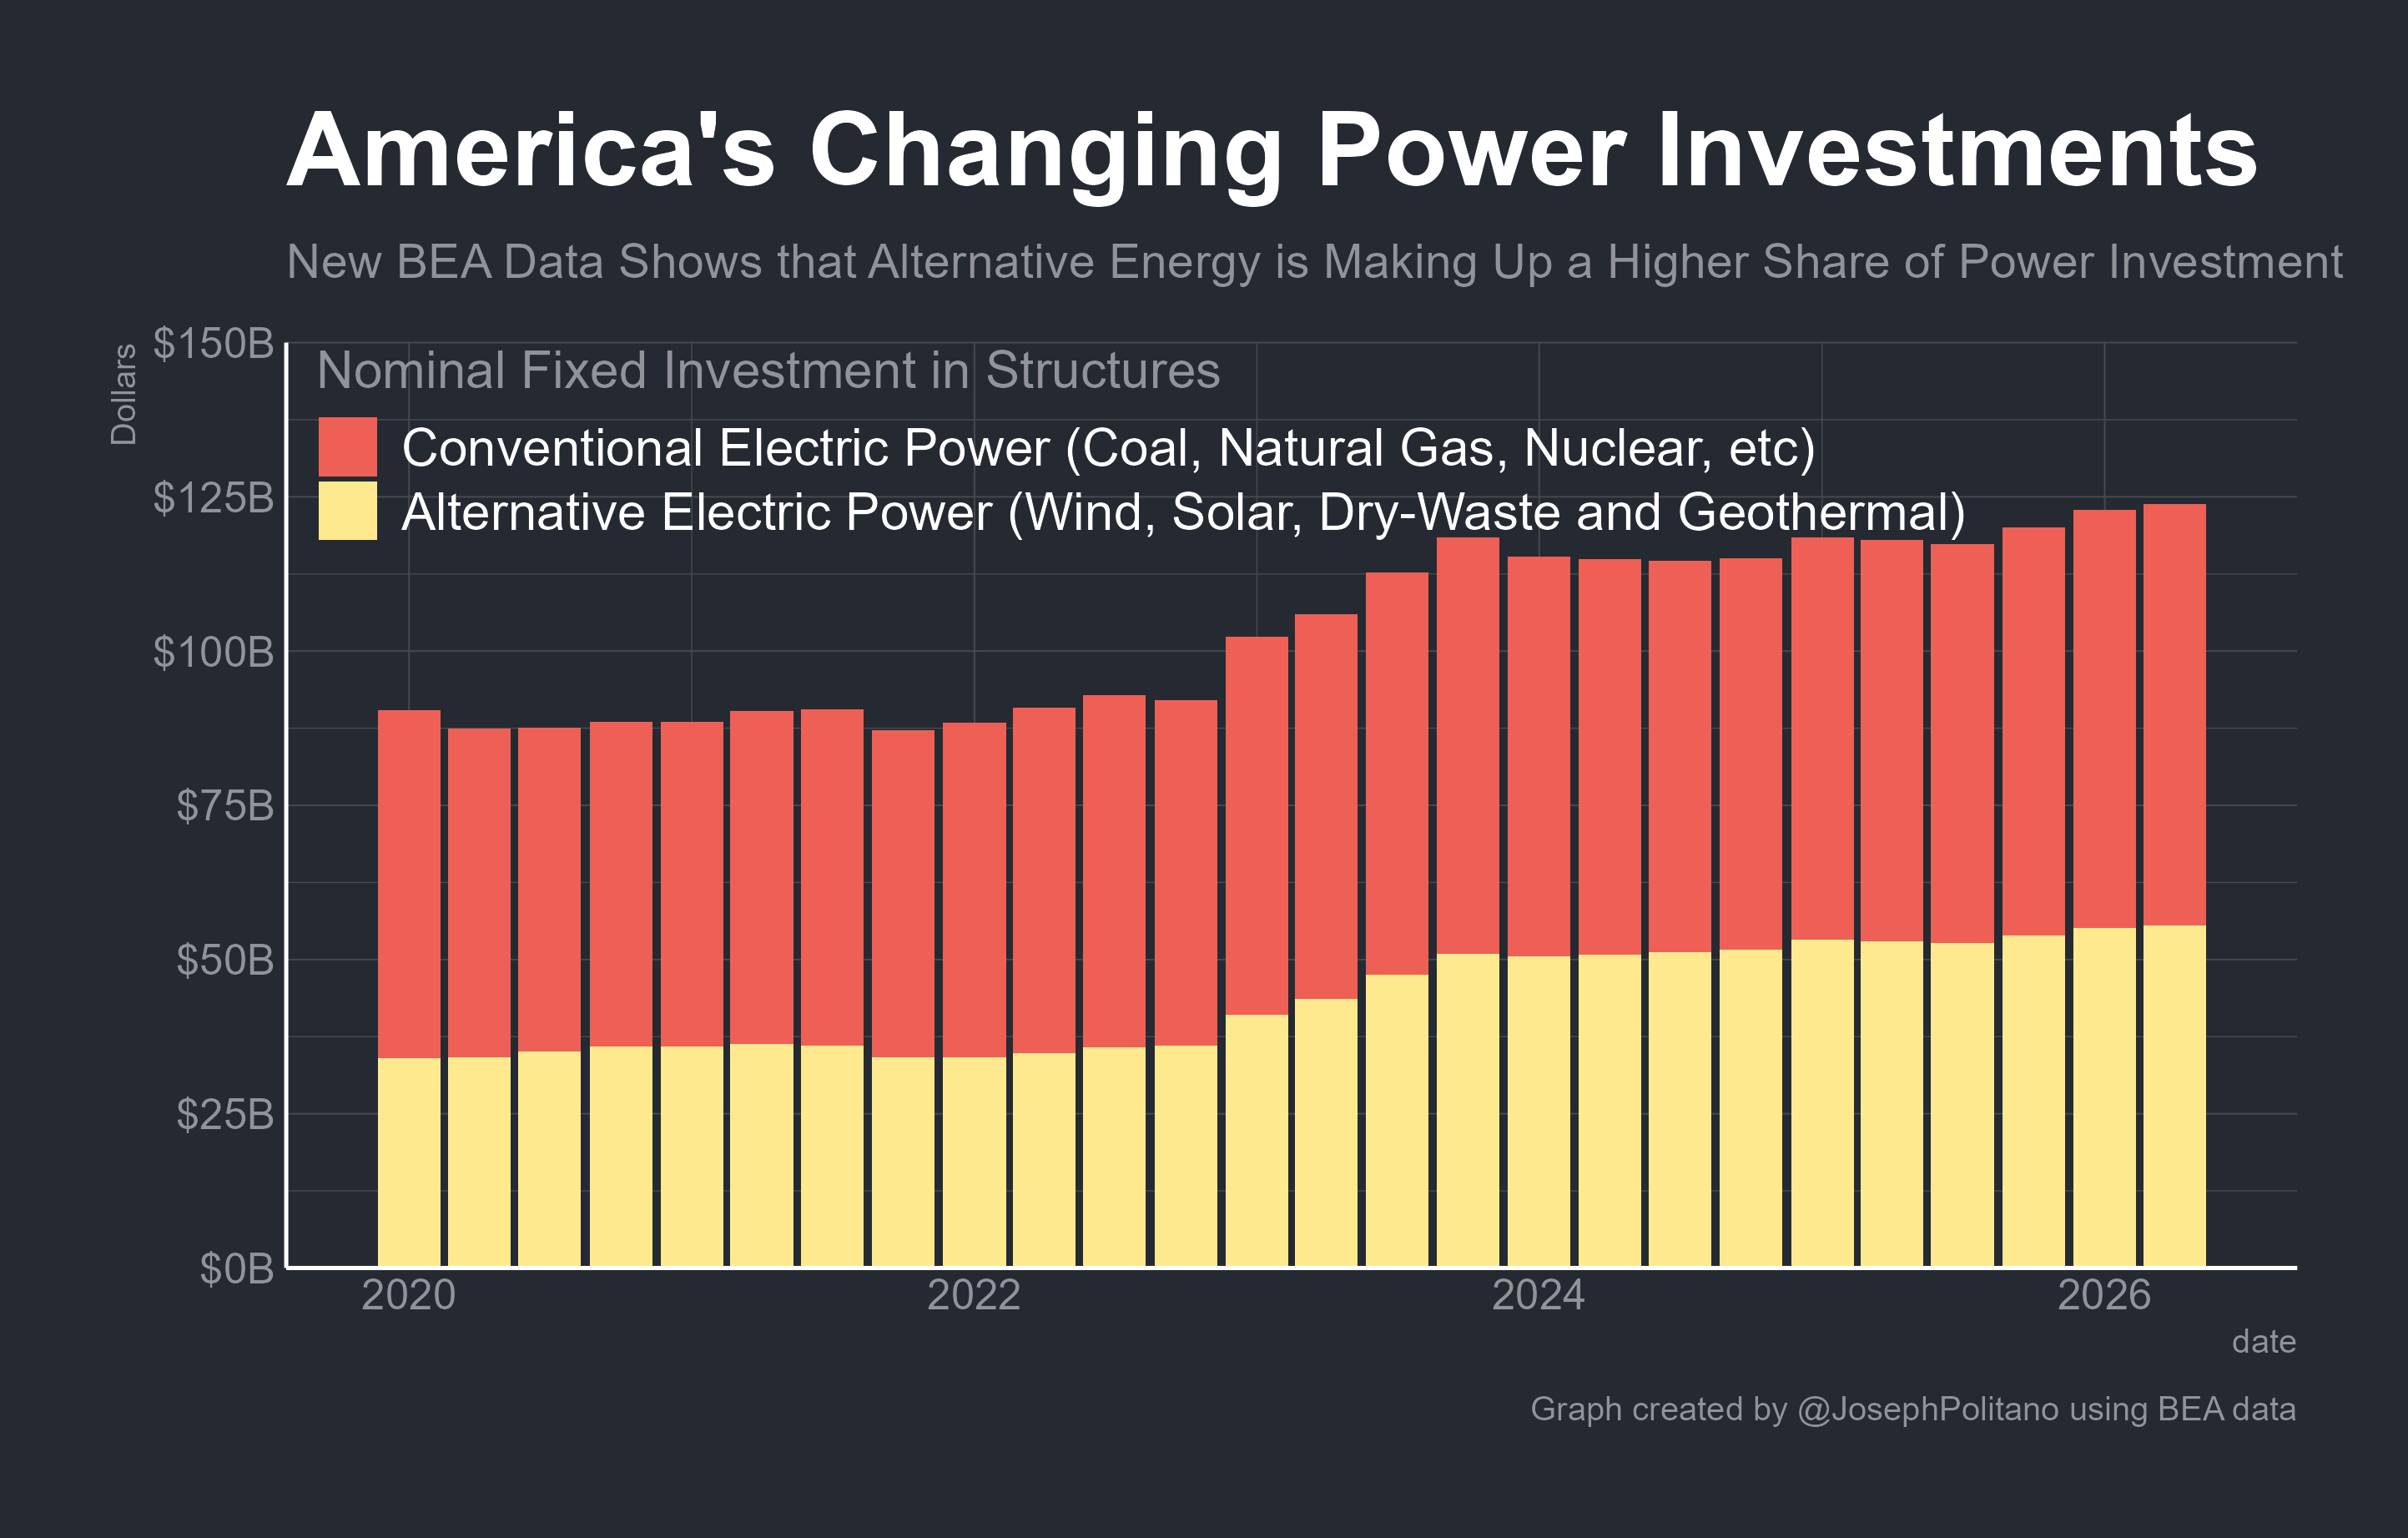 America's Changing Power Investments
New BEA Data Shows that Alternative Energy is Making Up a Higher Share of Power Investment
Dollars
$150B
$125B
$100B
$75B
$50B
$25B
$0B
Nominal Fixed Investment in Structures
Conventional Electric Power (Coal, Natural Gas, Nuclear, etc)
Alternative Electric Power (Wind, Solar, Dry-Waste and Geothermal)
2020 2022 2024 2026
date
Graph created by @JosephPolitano using BEA data